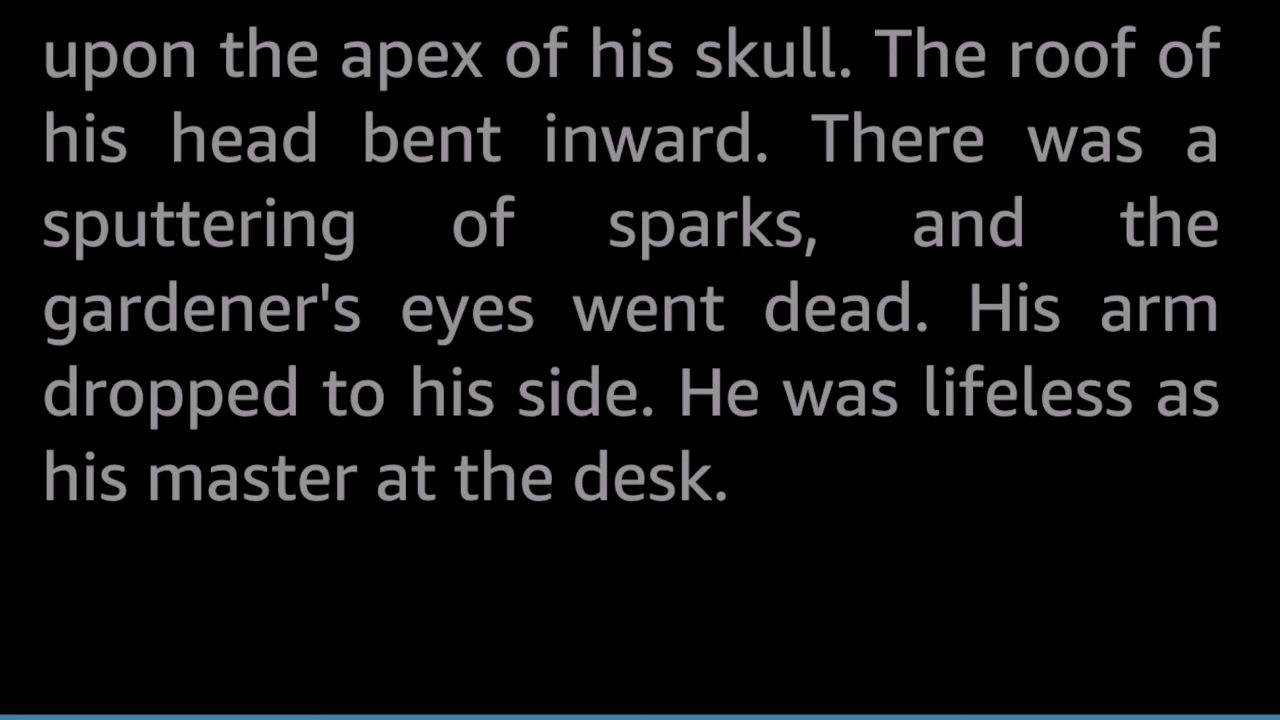 upon the apex of his skull. The roof of
his head bent inward. There was a
sputtering of sparks, and the
gardener's eyes went dead. His arm
dropped to his side. He was lifeless as
his master at the desk.